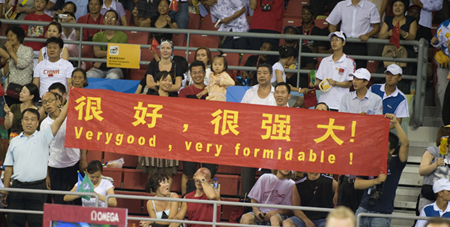 很好，很强大!
Verygood , very formidable !
OMEGA